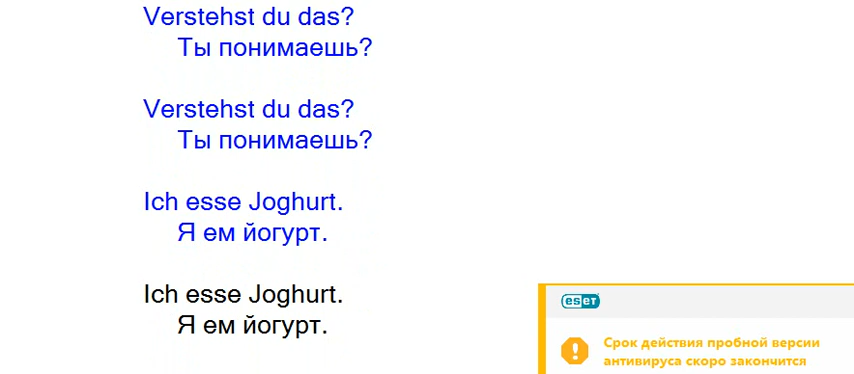 Verstehst du das?
Ты понимаешь?
Verstehst du das?
Ты понимаешь?
Ich esse Joghurt.
Я ем йогурт.
Ich esse Joghurt.
Я ем йогурт.
eset
Срок действия пробной версии
антивируса скоро закончится